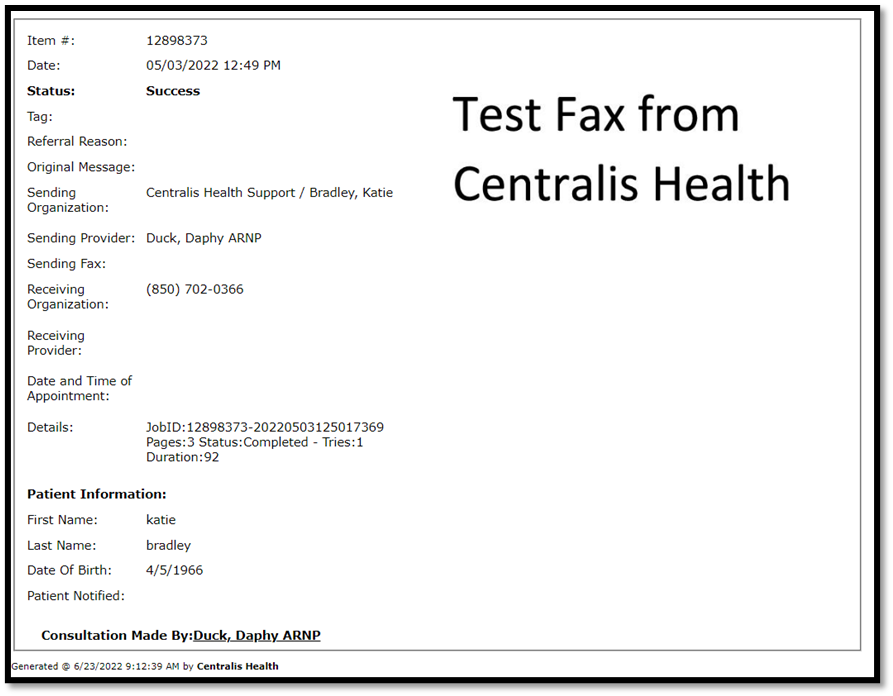 Item #: 12898373
Date: 05/03/2022 12:49 PM
Status: Success
Tag:
Referral Reason:
Original Message:
Sending Organization: Centralis Health Support / Bradley, Katie
Sending Provider: Duck, Daphy ARNP
Sending Fax:
Receiving Organization: (850) 702-0366
Receiving Provider:
Date and Time of Appointment:
Details: JobID:12898373-20220503125017369
Pages:3 Status:Completed - Tries:1
Duration:92
Patient Information:
First Name: katie
Last Name: bradley
Date Of Birth: 4/5/1966
Patient Notified:
Consultation Made By:Duck, Daphy ARNP
Test Fax from
Centralis Health
Generated @ 6/23/2022 9:12:39 AM by Centralis Health